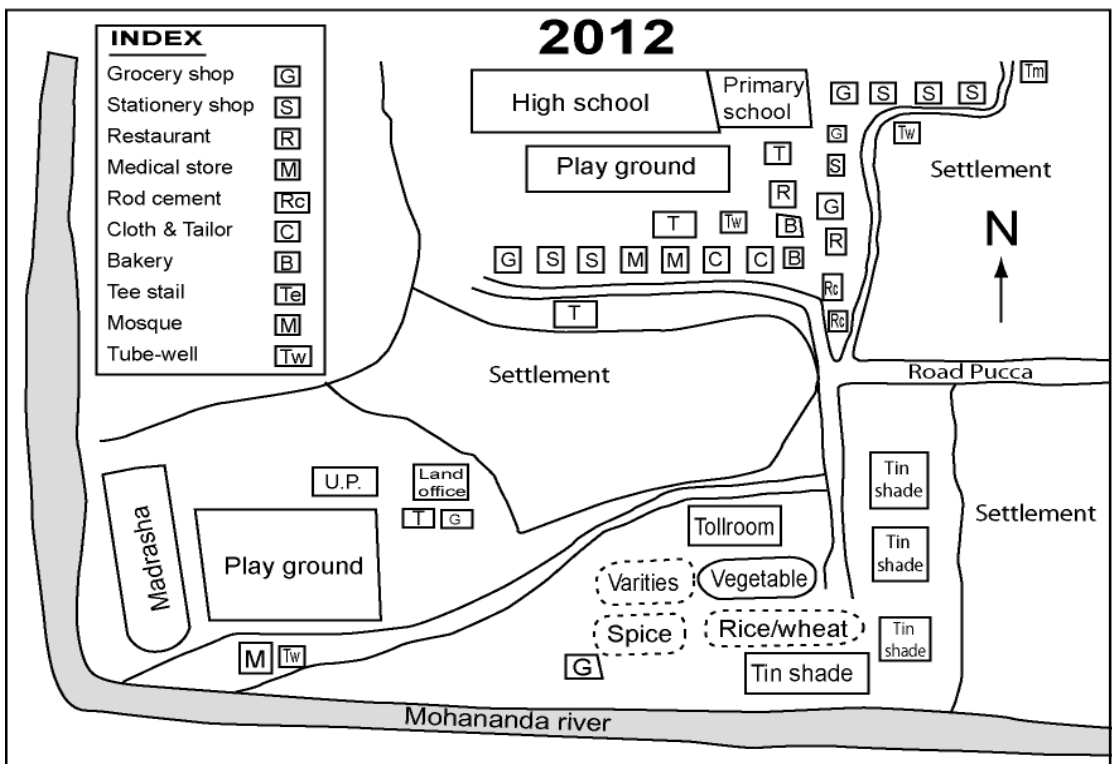 2012
INDEX
Grocery shop G
Stationery shop S
Restaurant R
Medical store M
Rod cement Rc
Cloth & Tailor C
Bakery B
Tee stail Te
Mosque M
Tube-well Tw
High school
Primary
school
Play ground
G S S S Tm
G
Tw
S
T
R
G
T Tw B
R
G S S M M C C B
Rc
Rc
T
Settlement
N
Settlement
Road Pucca
Madrasha
U.P.
Land
office
T G
Play ground
M Tw
Tollroom
Varities
Vegetable
Spice
Rice/wheat
G
Tin shade
Tin
shade
Tin
shade
Tin
shade
Settlement
Mohananda river